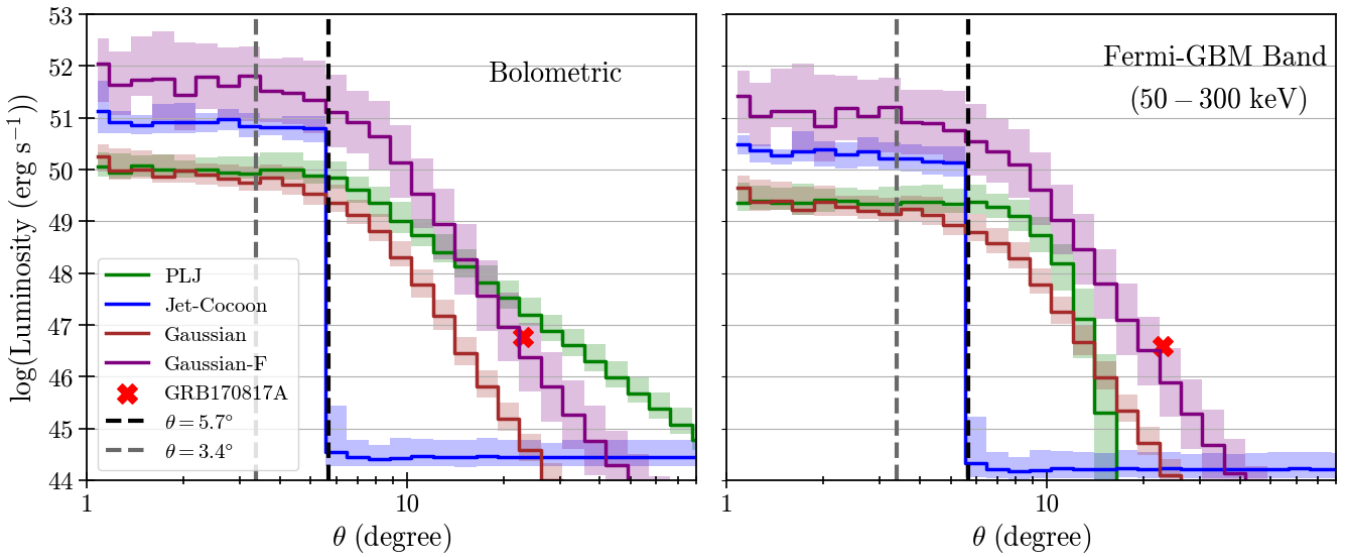 log(Luminosity (erg s⁻¹))
53
52
51
50
49
48
47
46
45
44
Bolometric
PLJ
Jet-Cocoon
Gaussian
Gaussian-F
GRB170817A
θ = 5.7°
θ = 3.4°
1
10
θ (degree)
Fermi-GBM Band
(50 − 300 keV)
1
10
θ (degree)